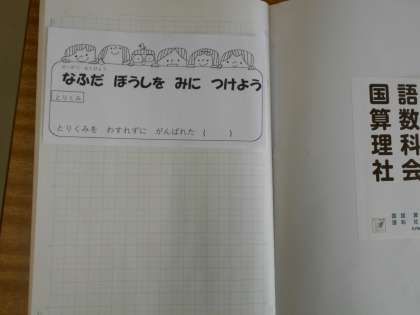 なふだ ぼうしを みに つけよう
とりくみ
とりくみを わすれずに がんばれた ( )
国語
算数
理科
社会